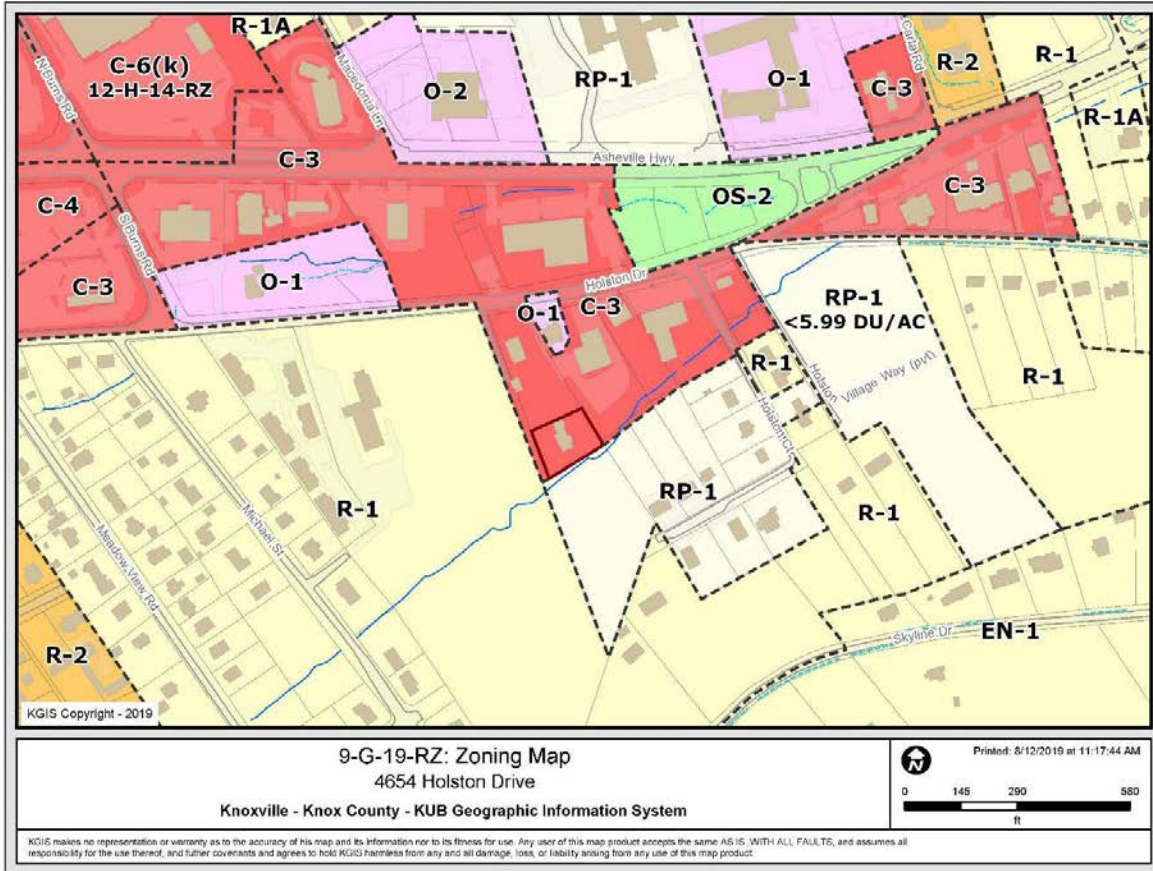 R-1A
C-6(k)
12-H-14-RZ
N Burns Rd
Macedonia Ln
O-2
RP-1
O-1
Carta Rd
C-3
R-2
R-1
R-1A
C-3
Asheville Hwy
C-4
OS-2
C-3
S Burns Rd
C-3
O-1
Holston Dr
O-1
C-3
RP-1
<5.99 DU/AC
R-1
Holston
Village Way (pvt)
R-1
Holston Ct
R-1
RP-1
R-1
Michael St
Meadow View Rd
R-2
Skyline Dr
EN-1
KGIS Copyright - 2019
9-G-19-RZ: Zoning Map
4654 Holston Drive
Knoxville - Knox County - KUB Geographic Information System
N
Printed: 8/12/2019 at 11:17:44 AM
0 145 290 580
ft
KGIS makes no representation or warranty as to the accuracy of his map and its information nor to its fitness for use. Any user of this map product accepts the same AS IS ,WITH ALL FAULTS, and assumes all
responsibility for the use thereof, and futher covenants and agrees to hold KGIS harmless from any and all damage, loss, or liability arising from any use of this map product.